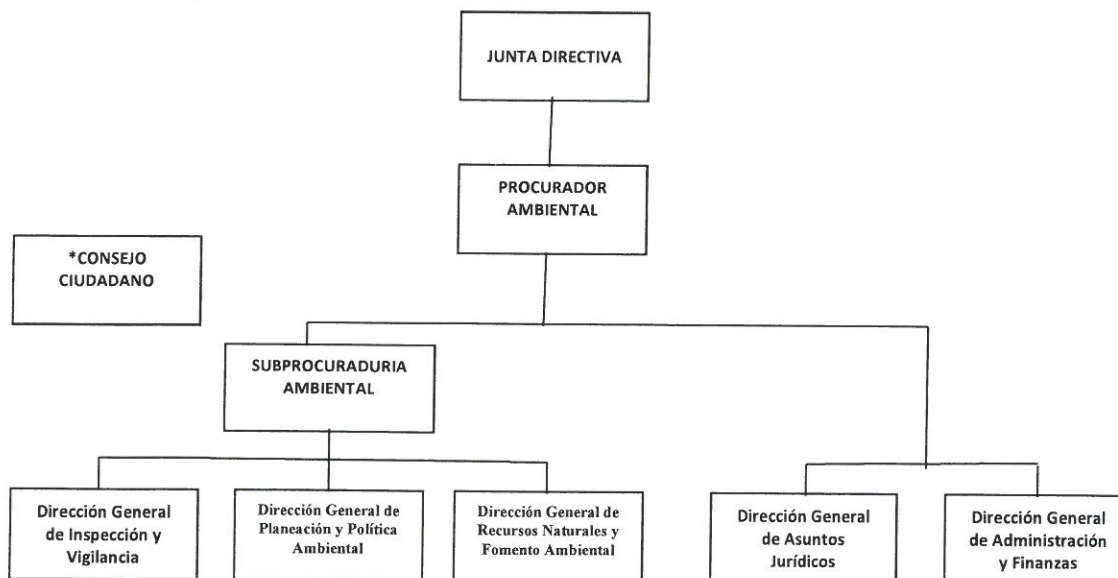 JUNTA DIRECTIVA
PROCURADOR
AMBIENTAL
*CONSEJO
CIUDADANO
SUBPROCURADURIA
AMBIENTAL
Dirección General
de Inspección y
Vigilancia
Dirección General de
Planeación y Política
Ambiental
Dirección General de
Recursos Naturales y
Fomento Ambiental
Dirección General
de Asuntos
Jurídicos
Dirección General
de Administración
y Finanzas